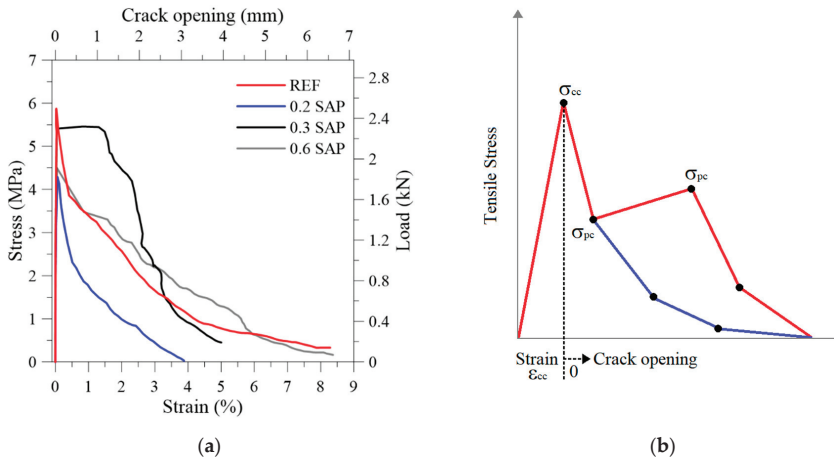 Crack opening (mm)
0 1 2 3 4 5 6 7
7
6
5
4
3
2
1
0
Stress (MPa)
REF
0.2 SAP
0.3 SAP
0.6 SAP
2.8
2.4
2
1.6
1.2
0.8
0.4
0
Load (kN)
0 1 2 3 4 5 6 7 8 9
Strain (%)
(a)
Tensile Stress
σcc
σpc
σpc
Strain
εcc
0
Crack opening
(b)